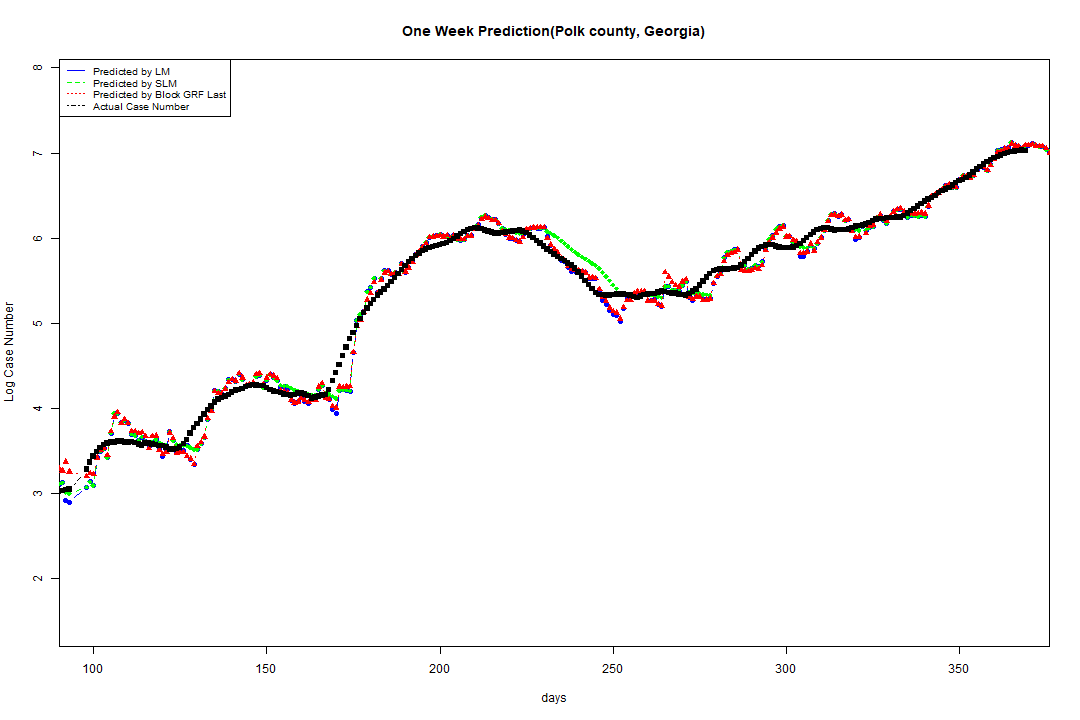 One Week Prediction(Polk county, Georgia)
Predicted by LM
Predicted by SLM
Predicted by Block GRF Last
Actual Case Number
8
7
6
5
4
3
2
Log Case Number
100 150 200 250 300 350
days